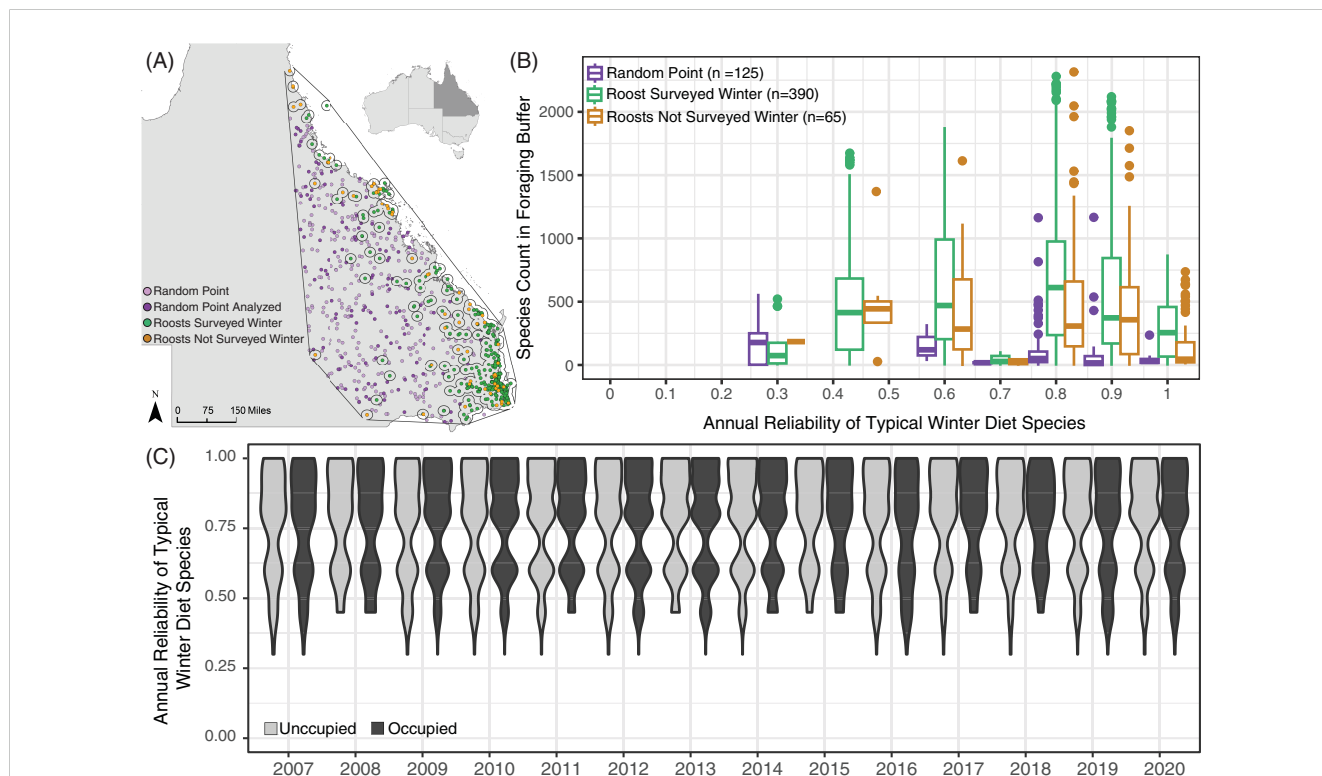 (A)
Random Point
Random Point Analyzed
Roosts Surveyed Winter
Roosts Not Surveyed Winter
N
0 75 150 Miles
(B)
Random Point (n =125)
Roost Surveyed Winter (n=390)
Roosts Not Surveyed Winter (n=65)
Species Count in Foraging Buffer
2000
1500
1000
500
0
0 0.1 0.2 0.3 0.4 0.5 0.6 0.7 0.8 0.9 1
Annual Reliability of Typical Winter Diet Species
(C)
Annual Reliability of Typical
Winter Diet Species
1.00
0.75
0.50
0.25
0.00
Unccupied Occupied
2007 2008 2009 2010 2011 2012 2013 2014 2015 2016 2017 2018 2019 2020